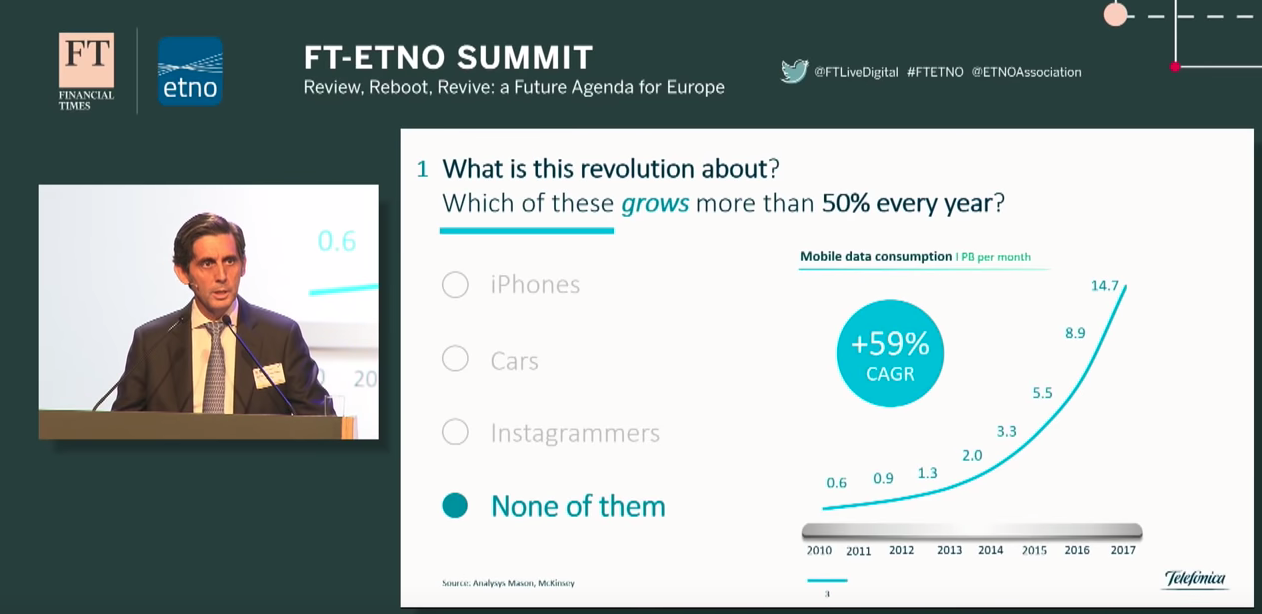 FT
FINANCIAL
TIMES
etno
FT-ETNO SUMMIT
Review, Reboot, Revive: a Future Agenda for Europe
@FTLiveDigital #FTETNO @ETNOAssociation
0.6
20
1 What is this revolution about?
Which of these grows more than 50% every year?
iPhones
Cars
Instagrammers
None of them
Mobile data consumption | PB per month
+59%
CAGR
14.7
8.9
5.5
3.3
2.0
1.3
0.9
0.6
2010 2011 2012 2013 2014 2015 2016 2017
Source: Analysys Mason, McKinsey
3
Telefónica